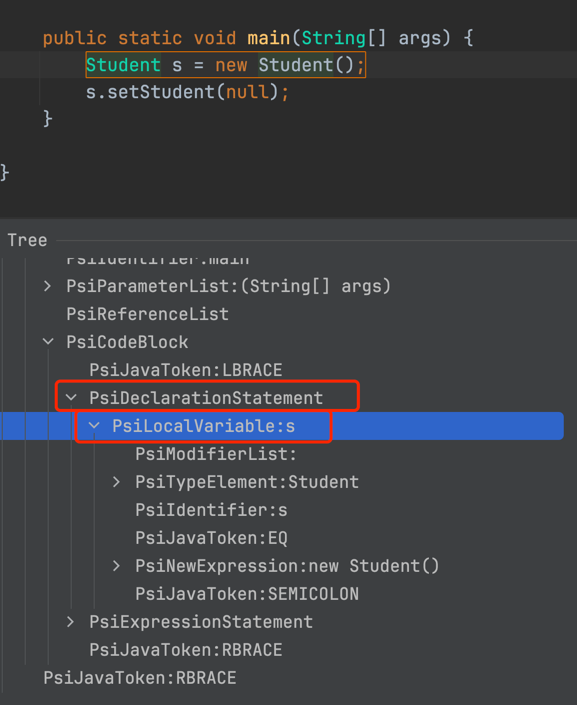 public static void main(String[] args) {
Student s = new Student();
s.setStudent(null);
}
}
Tree
PsiIdentifier:main
PsiParameterList:(String[] args)
PsiReferenceList
PsiCodeBlock
PsiJavaToken:LBRACE
PsiDeclarationStatement
PsiLocalVariable:s
PsiModifierList:
PsiTypeElement:Student
PsiIdentifier:s
PsiJavaToken:EQ
PsiNewExpression:new Student()
PsiJavaToken:SEMICOLON
PsiExpressionStatement
PsiJavaToken:RBRACE
PsiJavaToken:RBRACE